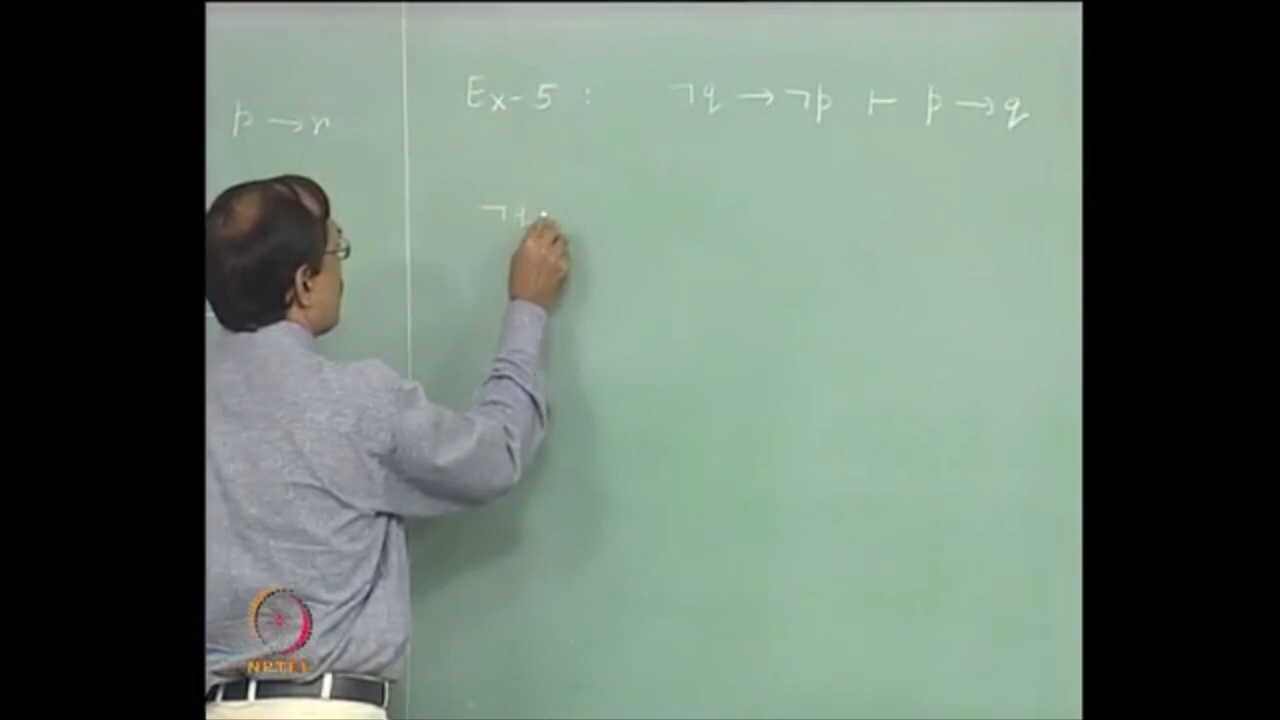 p → r
Ex-5 : ¬q → ¬p ⊢ p → q
¬q
NPTEL